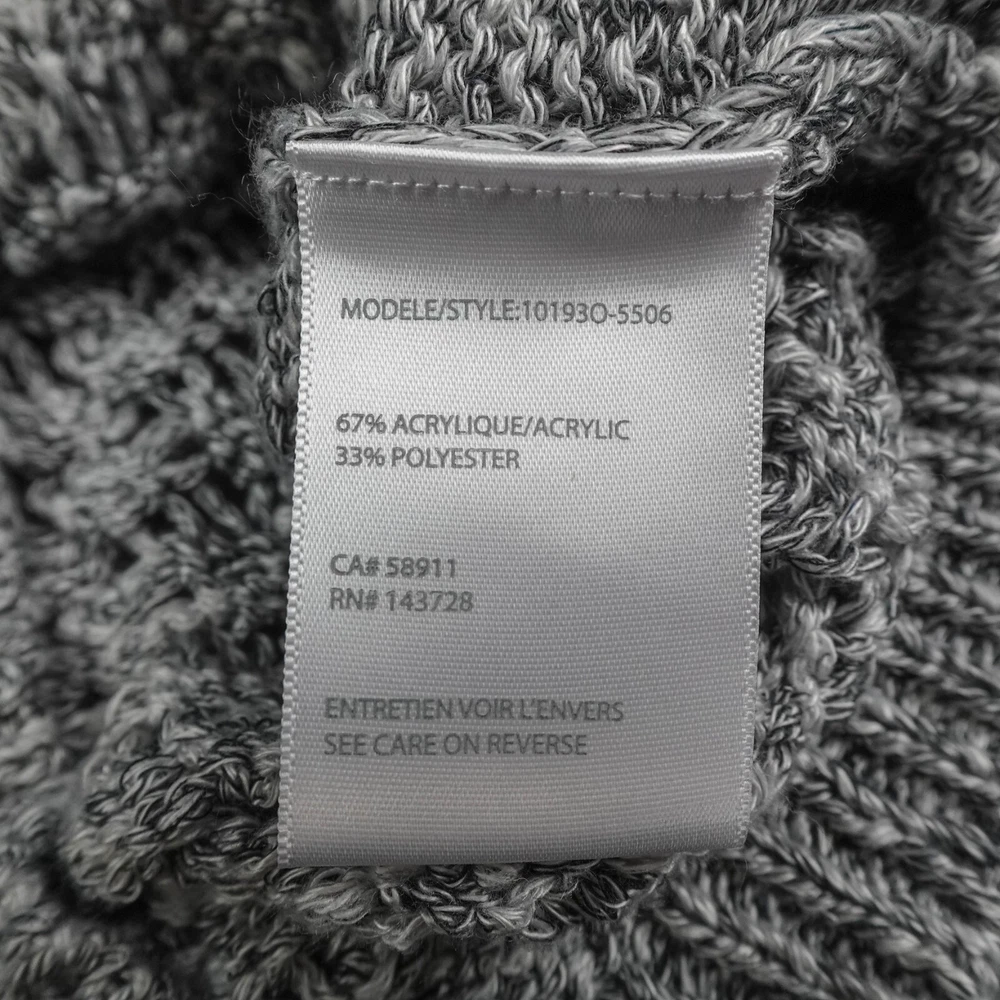 MODELE/STYLE:10193O-5506
67% ACRYLIQUE/ACRYLIC
33% POLYESTER
CA# 58911
RN# 143728
ENTRETIEN VOIR L'ENVERS
SEE CARE ON REVERSE